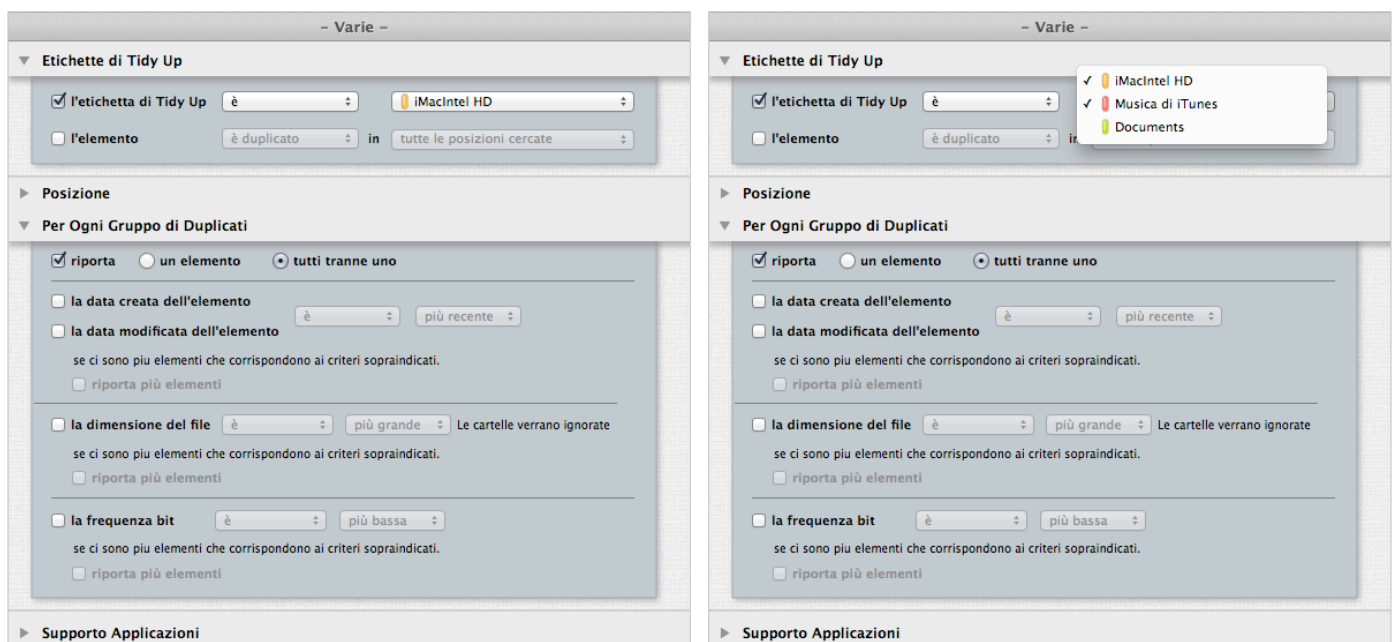 – Varie –
Etichette di Tidy Up
l'etichetta di Tidy Up è iMacIntel HD
l'elemento è duplicato in tutte le posizioni cercate
Posizione
Per Ogni Gruppo di Duplicati
riporta un elemento tutti tranne uno
la data creata dell'elemento
è più recente
la data modificata dell'elemento
se ci sono piu elementi che corrispondono ai criteri sopraindicati.
riporta più elementi
la dimensione del file è più grande Le cartelle verrano ignorate
se ci sono piu elementi che corrispondono ai criteri sopraindicati.
riporta più elementi
la frequenza bit è più bassa
se ci sono piu elementi che corrispondono ai criteri sopraindicati.
riporta più elementi
Supporto Applicazioni
– Varie –
Etichette di Tidy Up
iMacIntel HD
l'etichetta di Tidy Up è Musica di iTunes
Documents
l'elemento è duplicato
Posizione
Per Ogni Gruppo di Duplicati
riporta un elemento tutti tranne uno
la data creata dell'elemento
è più recente
la data modificata dell'elemento
se ci sono piu elementi che corrispondono ai criteri sopraindicati.
riporta più elementi
la dimensione del file è più grande Le cartelle verrano ignorate
se ci sono piu elementi che corrispondono ai criteri sopraindicati.
riporta più elementi
la frequenza bit è più bassa
se ci sono piu elementi che corrispondono ai criteri sopraindicati.
riporta più elementi
Supporto Applicazioni